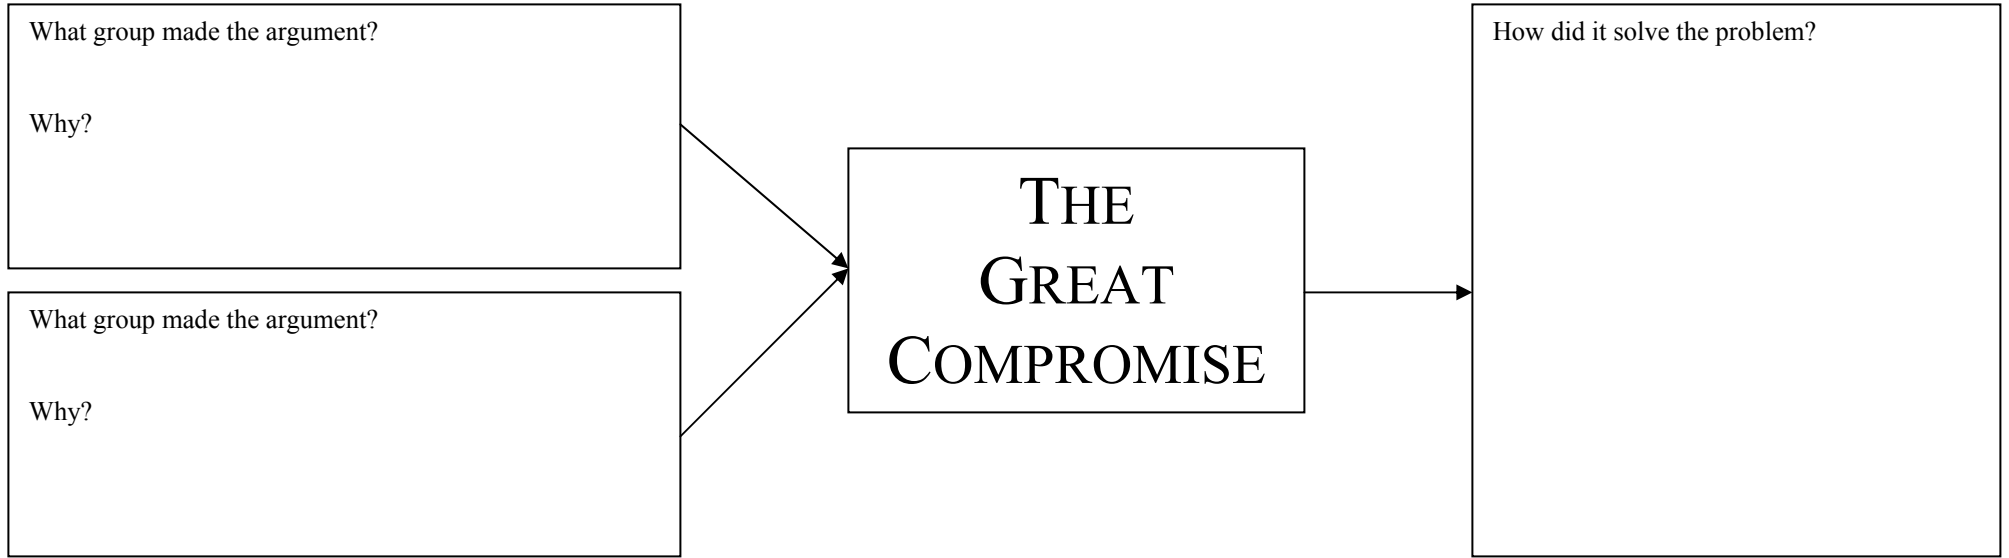 What group made the argument?
Why?
What group made the argument?
Why?
THE
GREAT
COMPROMISE
How did it solve the problem?